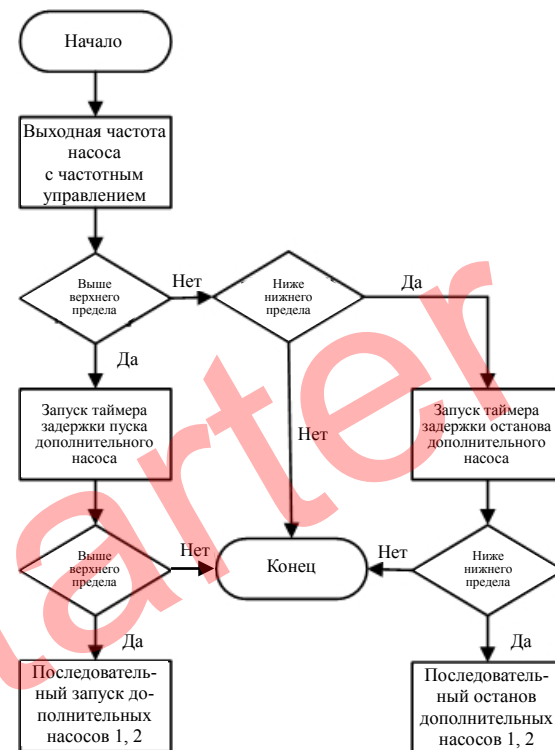 Начало
Выходная частота
насоса
с частотным
управлением
Выше
верхнего
предела
Нет
Ниже
нижнего
предела
Да
Да
Запуск таймера
задержки пуска
дополнительного
насоса
Нет
Запуск таймера
задержки останова
дополнительного
насоса
Выше
верхнего
предела
Нет
Конец
Нет
Ниже
нижнего
предела
Да
Да
Последователь-
ный запуск до-
полнительных
насосов 1, 2
Последователь-
ный останов
дополнительных
насосов 1, 2
arter